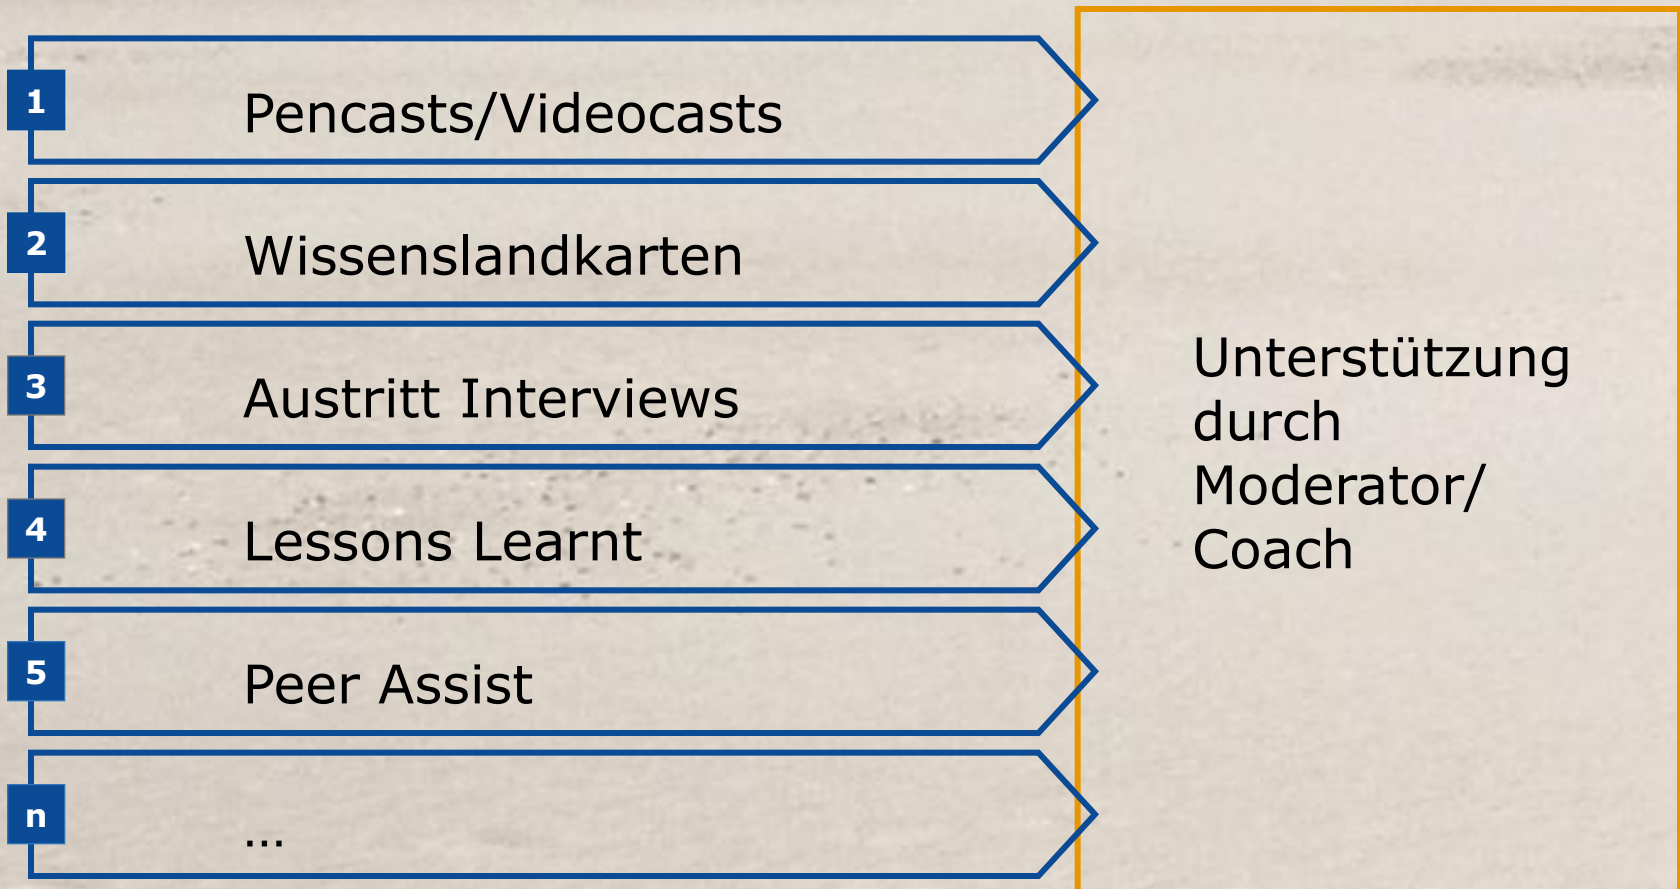 1
Pencasts/Videocasts
2
Wissenslandkarten
3
Austritt Interviews
4
Lessons Learnt
5
Peer Assist
n
…
Unterstützung
durch
Moderator/
Coach